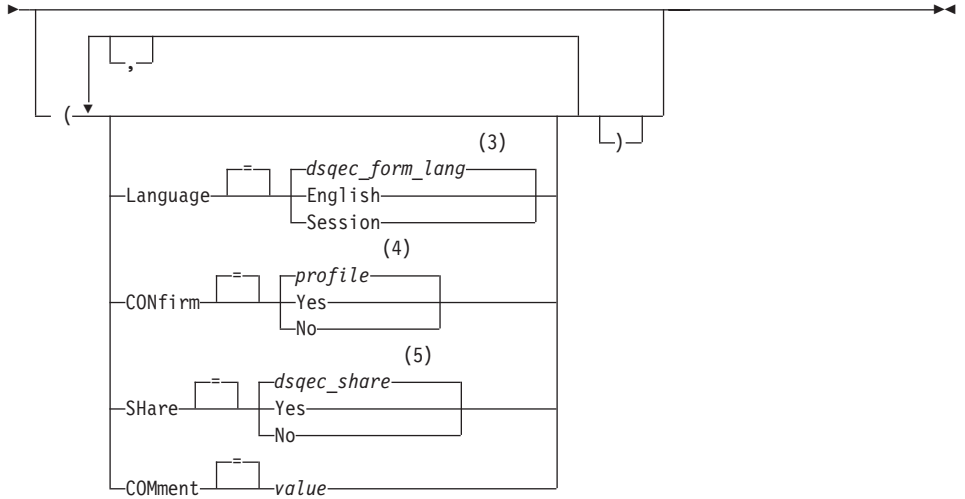 ,
(
)
(3)
=
dsqec_form_lang
Language
English
Session
(4)
=
profile
CONfirm
Yes
No
(5)
=
dsqec_share
SHare
Yes
No
=
COMment
value